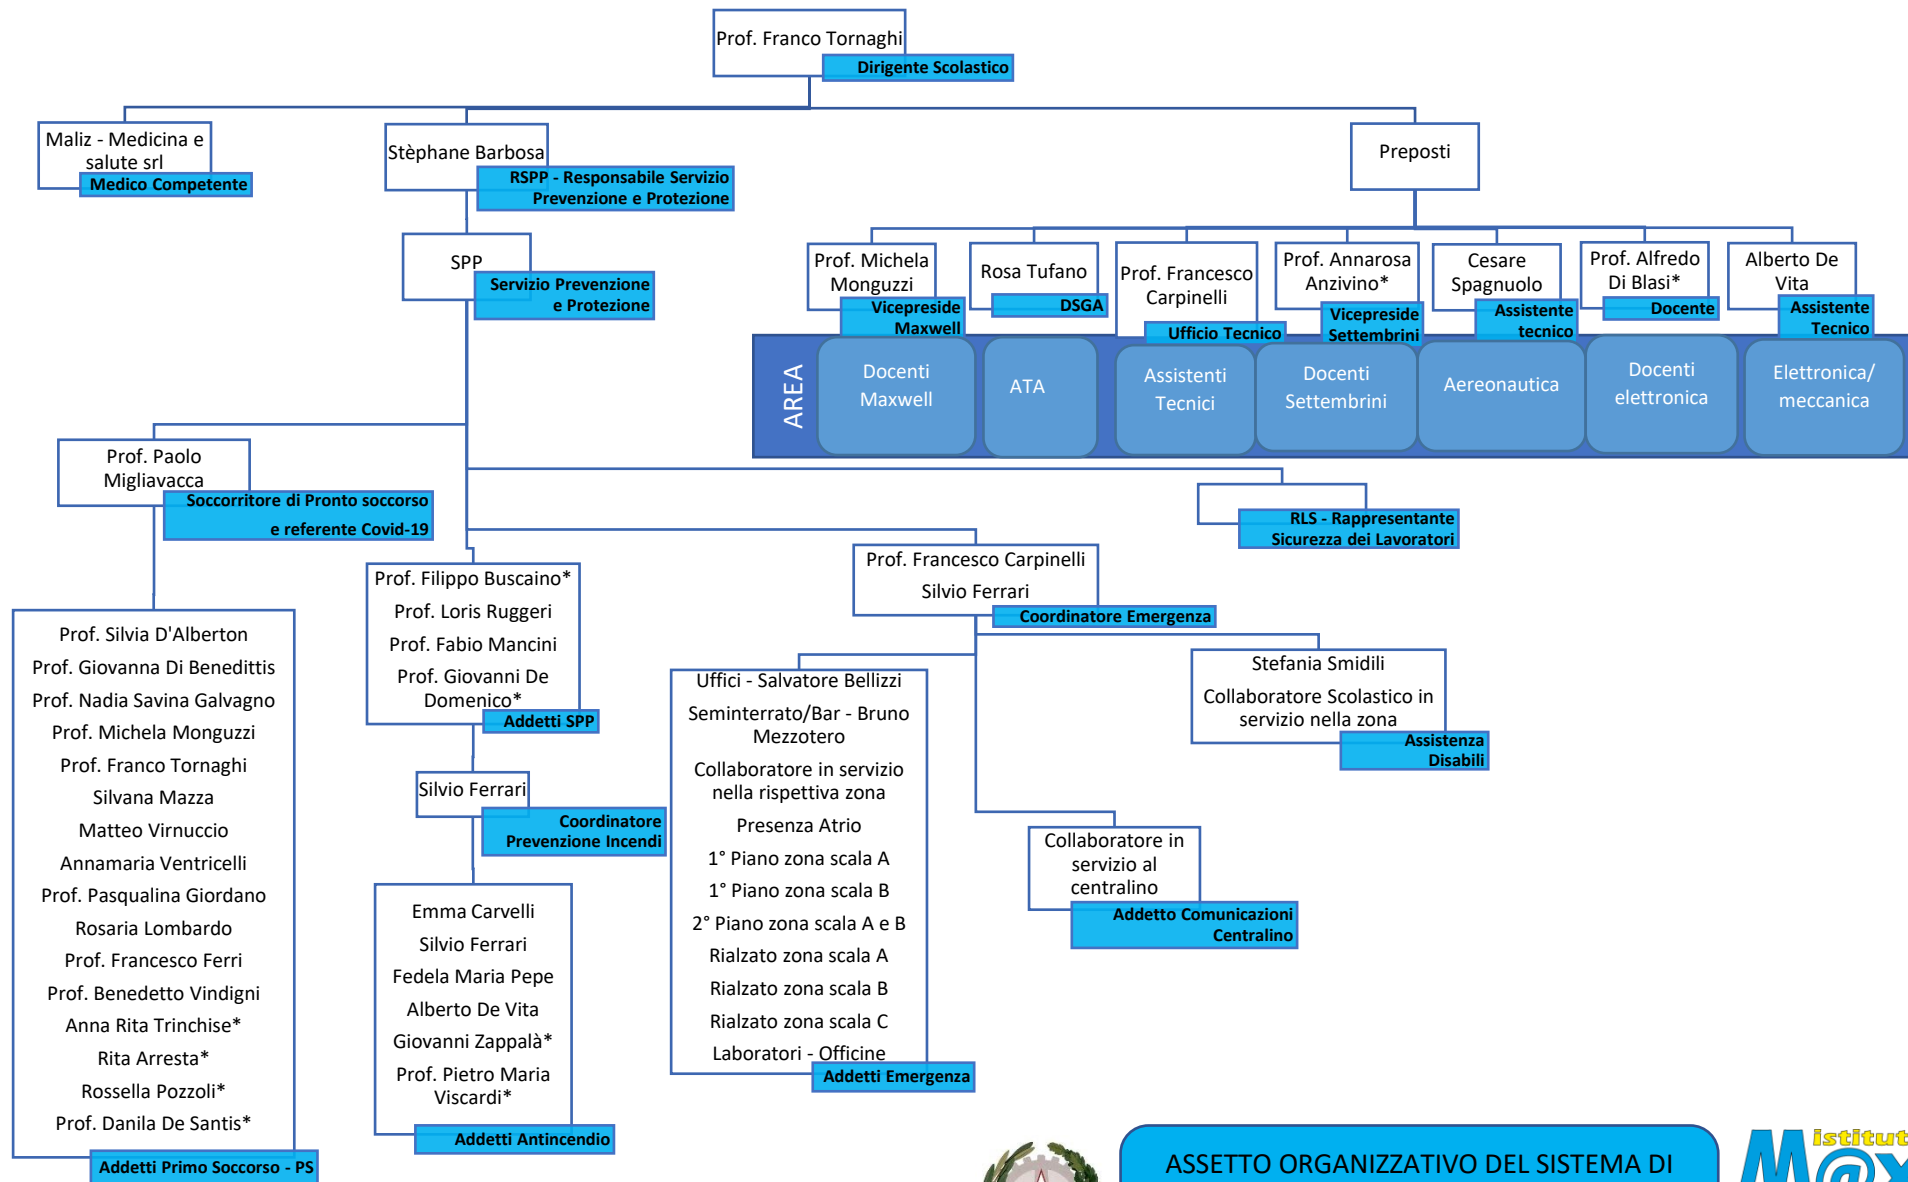 Prof. Franco Tornaghi
Dirigente Scolastico
Maliz - Medicina e
salute srl
Medico Competente
Stèphane Barbosa
RSPP - Responsabile Servizio
Prevenzione e Protezione
Preposti
SPP
Servizio Prevenzione
e Protezione
Prof. Michela
Monguzzi
Vicepreside
Maxwell
Rosa Tufano
DSGA
Prof. Francesco
Carpinelli
Ufficio Tecnico
Prof. Annarosa
Anzivino*
Vicepreside
Settembrini
Cesare
Spagnuolo
Assistente
tecnico
Prof. Alfredo
Di Blasi*
Docente
Alberto De
Vita
Assistente
Tecnico
AREA
Docenti
Maxwell
ATA
Assistenti
Tecnici
Docenti
Settembrini
Aereonautica
Docenti
elettronica
Elettronica/
meccanica
Prof. Paolo
Migliavacca
Soccorritore di Pronto soccorso
e referente Covid-19
RLS - Rappresentante
Sicurezza dei Lavoratori
Prof. Silvia D'Alberton
Prof. Giovanna Di Benedittis
Prof. Nadia Savina Galvagno
Prof. Michela Monguzzi
Prof. Franco Tornaghi
Silvana Mazza
Matteo Virnuccio
Annamaria Ventricelli
Prof. Pasqualina Giordano
Rosaria Lombardo
Prof. Francesco Ferri
Prof. Benedetto Vindigni
Anna Rita Trinchise*
Rita Arresta*
Rossella Pozzoli*
Prof. Danila De Santis*
Addetti Primo Soccorso - PS
Prof. Filippo Buscaino*
Prof. Loris Ruggeri
Prof. Fabio Mancini
Prof. Giovanni De
Domenico*
Addetti SPP
Silvio Ferrari
Coordinatore
Prevenzione Incendi
Emma Carvelli
Silvio Ferrari
Fedela Maria Pepe
Alberto De Vita
Giovanni Zappalà*
Prof. Pietro Maria
Viscardi*
Addetti Antincendio
Prof. Francesco Carpinelli
Silvio Ferrari
Coordinatore Emergenza
Uffici - Salvatore Bellizzi
Seminterrato/Bar - Bruno
Mezzotero
Collaboratore in servizio
nella rispettiva zona
Presenza Atrio
1° Piano zona scala A
1° Piano zona scala B
2° Piano zona scala A e B
Rialzato zona scala A
Rialzato zona scala B
Rialzato zona scala C
Laboratori - Officine
Addetti Emergenza
Stefania Smidili
Collaboratore Scolastico in
servizio nella zona
Assistenza
Disabili
Collaboratore in
servizio al
centralino
Addetto Comunicazioni
Centralino
ASSETTO ORGANIZZATIVO DEL SISTEMA DI